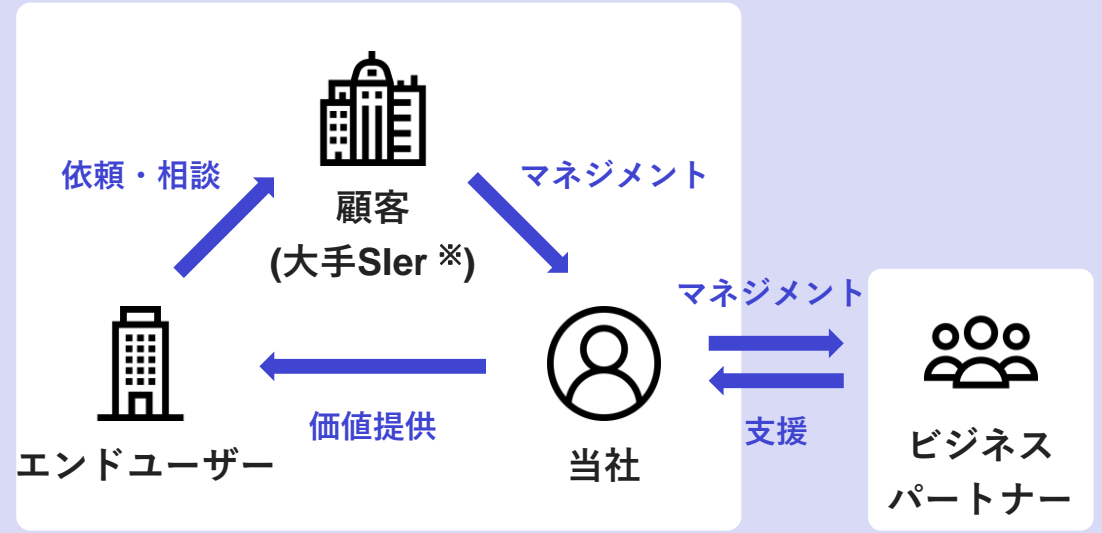 依頼・相談
マネジメント
顧客
(大手SIer ※)
マネジメント
価値提供
支援
エンドユーザー
当社
ビジネス
パートナー